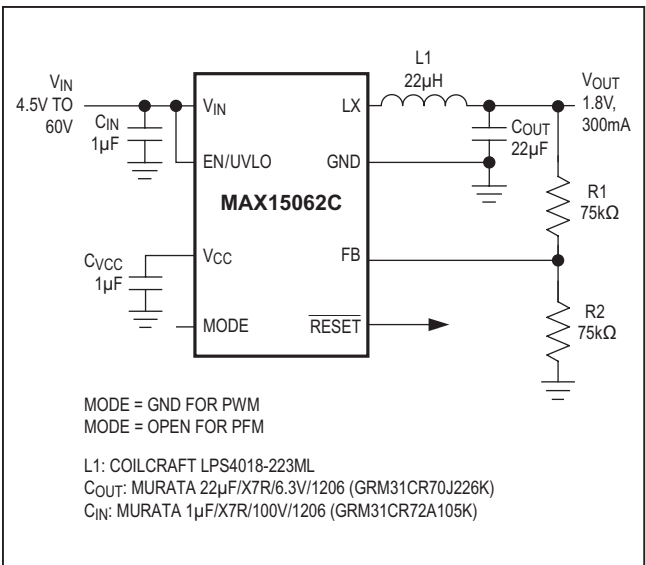 L1
22µH
VIN
4.5V TO
60V
CIN
1µF
VIN
LX
VOUT
1.8V,
300mA
COUT
22µF
EN/UVLO
GND
R1
75kΩ
MAX15062C
CVCC
1µF
VCC
FB
MODE
RESET
R2
75kΩ
MODE = GND FOR PWM
MODE = OPEN FOR PFM
L1: COILCRAFT LPS4018-223ML
COUT: MURATA 22µF/X7R/6.3V/1206 (GRM31CR70J226K)
CIN: MURATA 1µF/X7R/100V/1206 (GRM31CR72A105K)